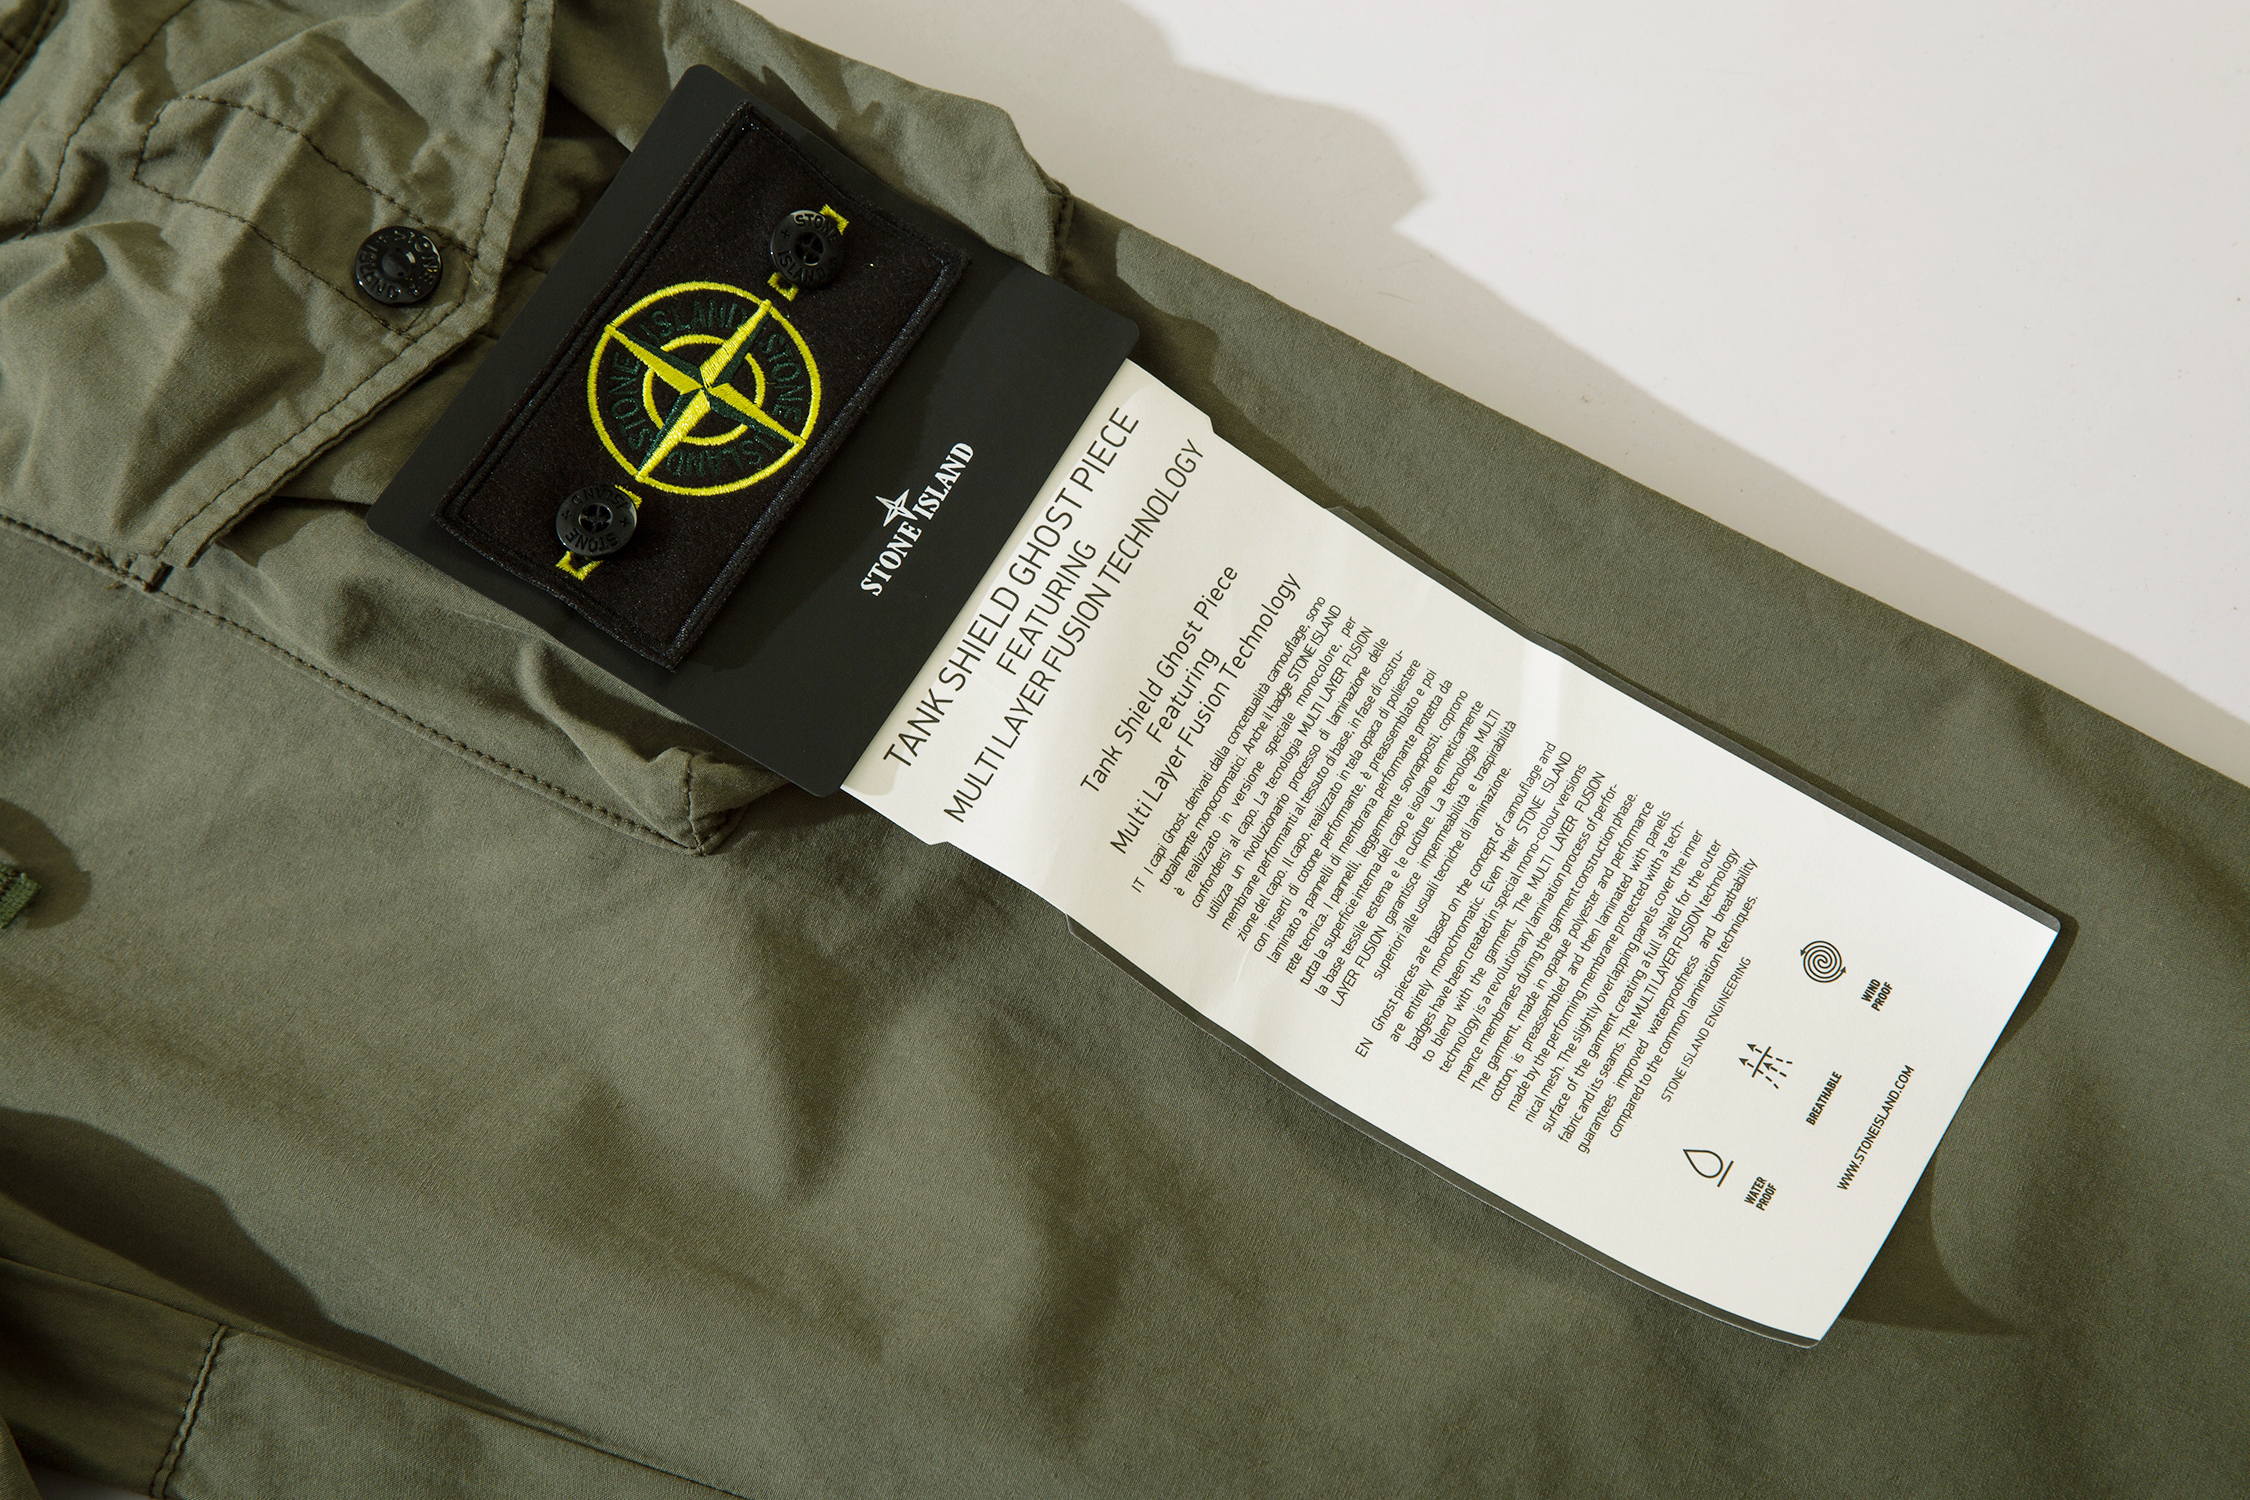 STONE ISLAND
STONE ISLAND
STONE
STONE
ISLAND
STONE ISLAND
TANK SHIELD GHOST PIECE
FEATURING
MULTI LAYER FUSION TECHNOLOGY
Tank Shield Ghost Piece
Featuring
Multi Layer Fusion Technology
IT I capi Ghost, derivati dalla concettualità camouflage, sono
totalmente monocromatici. Anche il badge STONE ISLAND
è realizzato in versione speciale monocolore, per
confondersi al capo. La tecnologia MULTI LAYER FUSION
utilizza un rivoluzionario processo di laminazione delle
membrane performanti al tessuto di base, in fase di costru-
zione del capo. Il capo, realizzato in tela opaca di poliestere
con inserti di cotone performante, è preassemblato e poi
laminato a pannelli di membrana performante protetta da
rete tecnica. I pannelli, leggermente sovrapposti, coprono
tutta la superficie interna del capo e isolano ermeticamente
la base tessile esterna e le cuciture. La tecnologia MULTI
LAYER FUSION garantisce impermeabilità e traspirabilità
superiori alle usuali tecniche di laminazione.
EN Ghost pieces are based on the concept of camouflage and
are entirely monochromatic. Even their STONE ISLAND
badges have been created in special mono-colour versions
to blend with the garment. The MULTI LAYER FUSION
technology is a revolutionary lamination process of perfor-
mance membranes during the garment construction phase.
The garment, made in opaque polyester and performance
cotton, is preassembled and then laminated with panels
made by the performing membrane protected with a tech-
nical mesh. The slightly overlapping panels cover the inner
surface of the garment creating a full shield for the outer
fabric and its seams. The MULTI LAYER FUSION technology
guarantees improved waterproofness and breathability
compared to the common lamination techniques.
STONE ISLAND ENGINEERING
WATER
PROOF
BREATHABLE
WIND
PROOF
WWW.STONEISLAND.COM